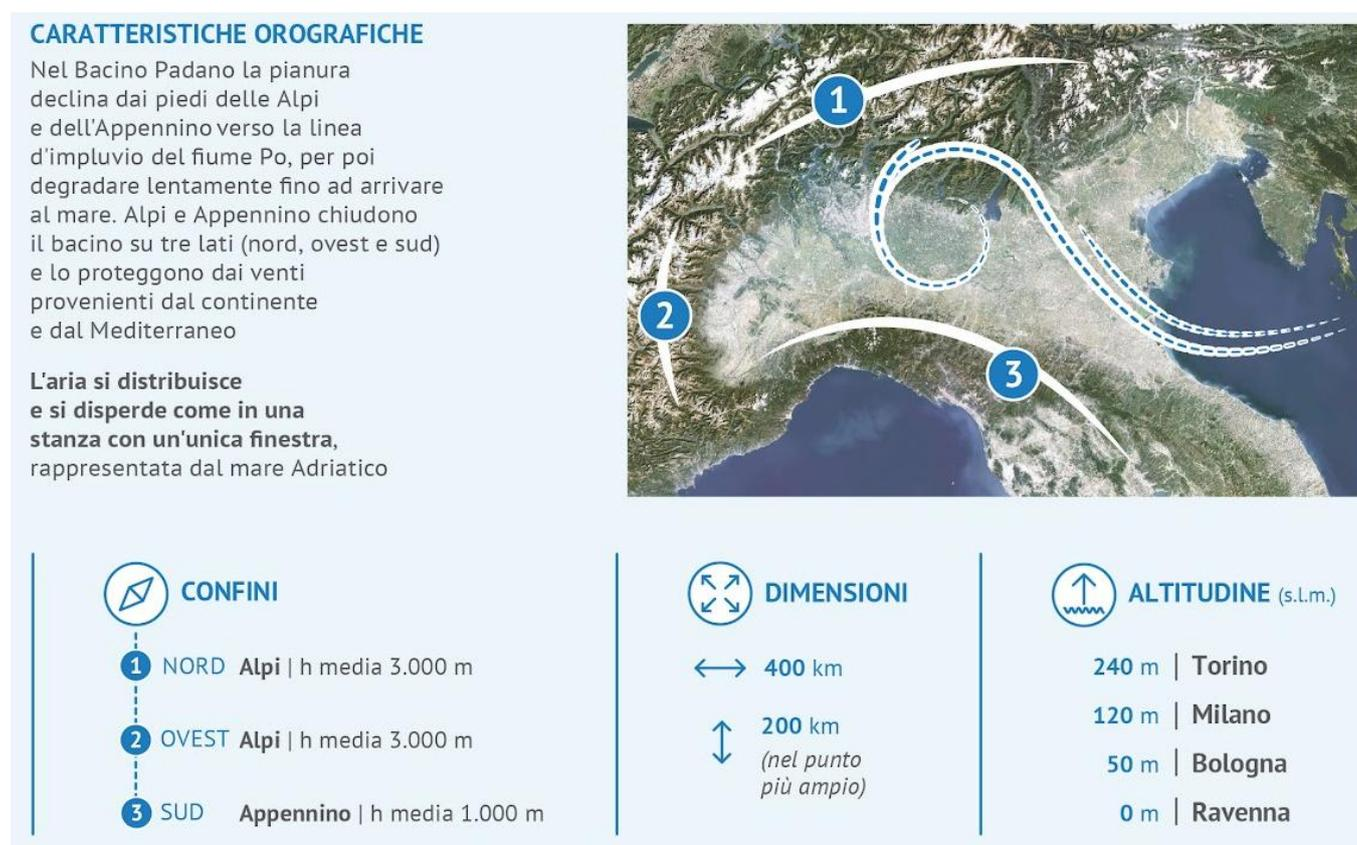 CARATTERISTICHE OROGRAFICHE
Nel Bacino Padano la pianura
declina dai piedi delle Alpi
e dell'Appennino verso la linea
d'impluvio del fiume Po, per poi
degradare lentamente fino ad arrivare
al mare. Alpi e Appennino chiudono
il bacino su tre lati (nord, ovest e sud)
e lo proteggono dai venti
provenienti dal continente
e dal Mediterraneo
L'aria si distribuisce
e si disperde come in una
stanza con un'unica finestra,
rappresentata dal mare Adriatico
1
2
3
CONFINI
1 NORD Alpi | h media 3.000 m
2 OVEST Alpi | h media 3.000 m
3 SUD Appennino | h media 1.000 m
DIMENSIONI
400 km
200 km
(nel punto
più ampio)
ALTITUDINE (s.l.m.)
240 m | Torino
120 m | Milano
50 m | Bologna
0 m | Ravenna